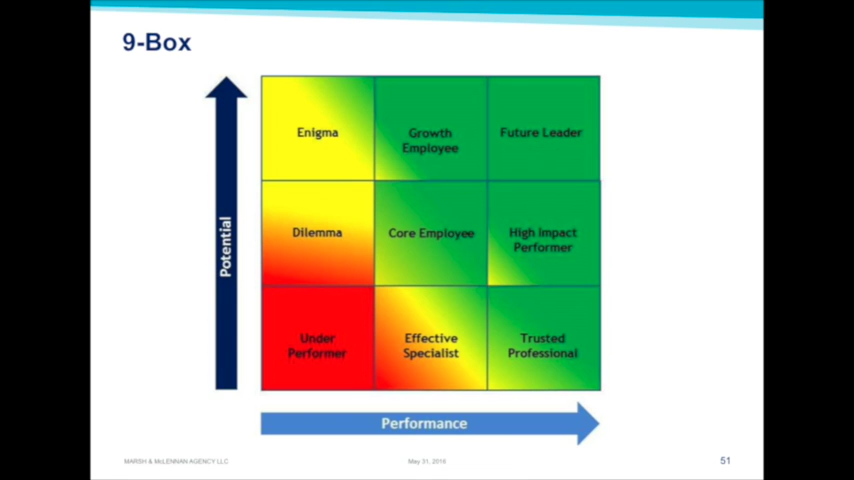 9-Box
Enigma
Growth
Employee
Future Leader
Dilemma
Core Employee
High Impact
Performer
Under
Performer
Effective
Specialist
Trusted
Professional
Potential
Performance
MARSH & McLENNAN AGENCY LLC
May 31, 2016
51